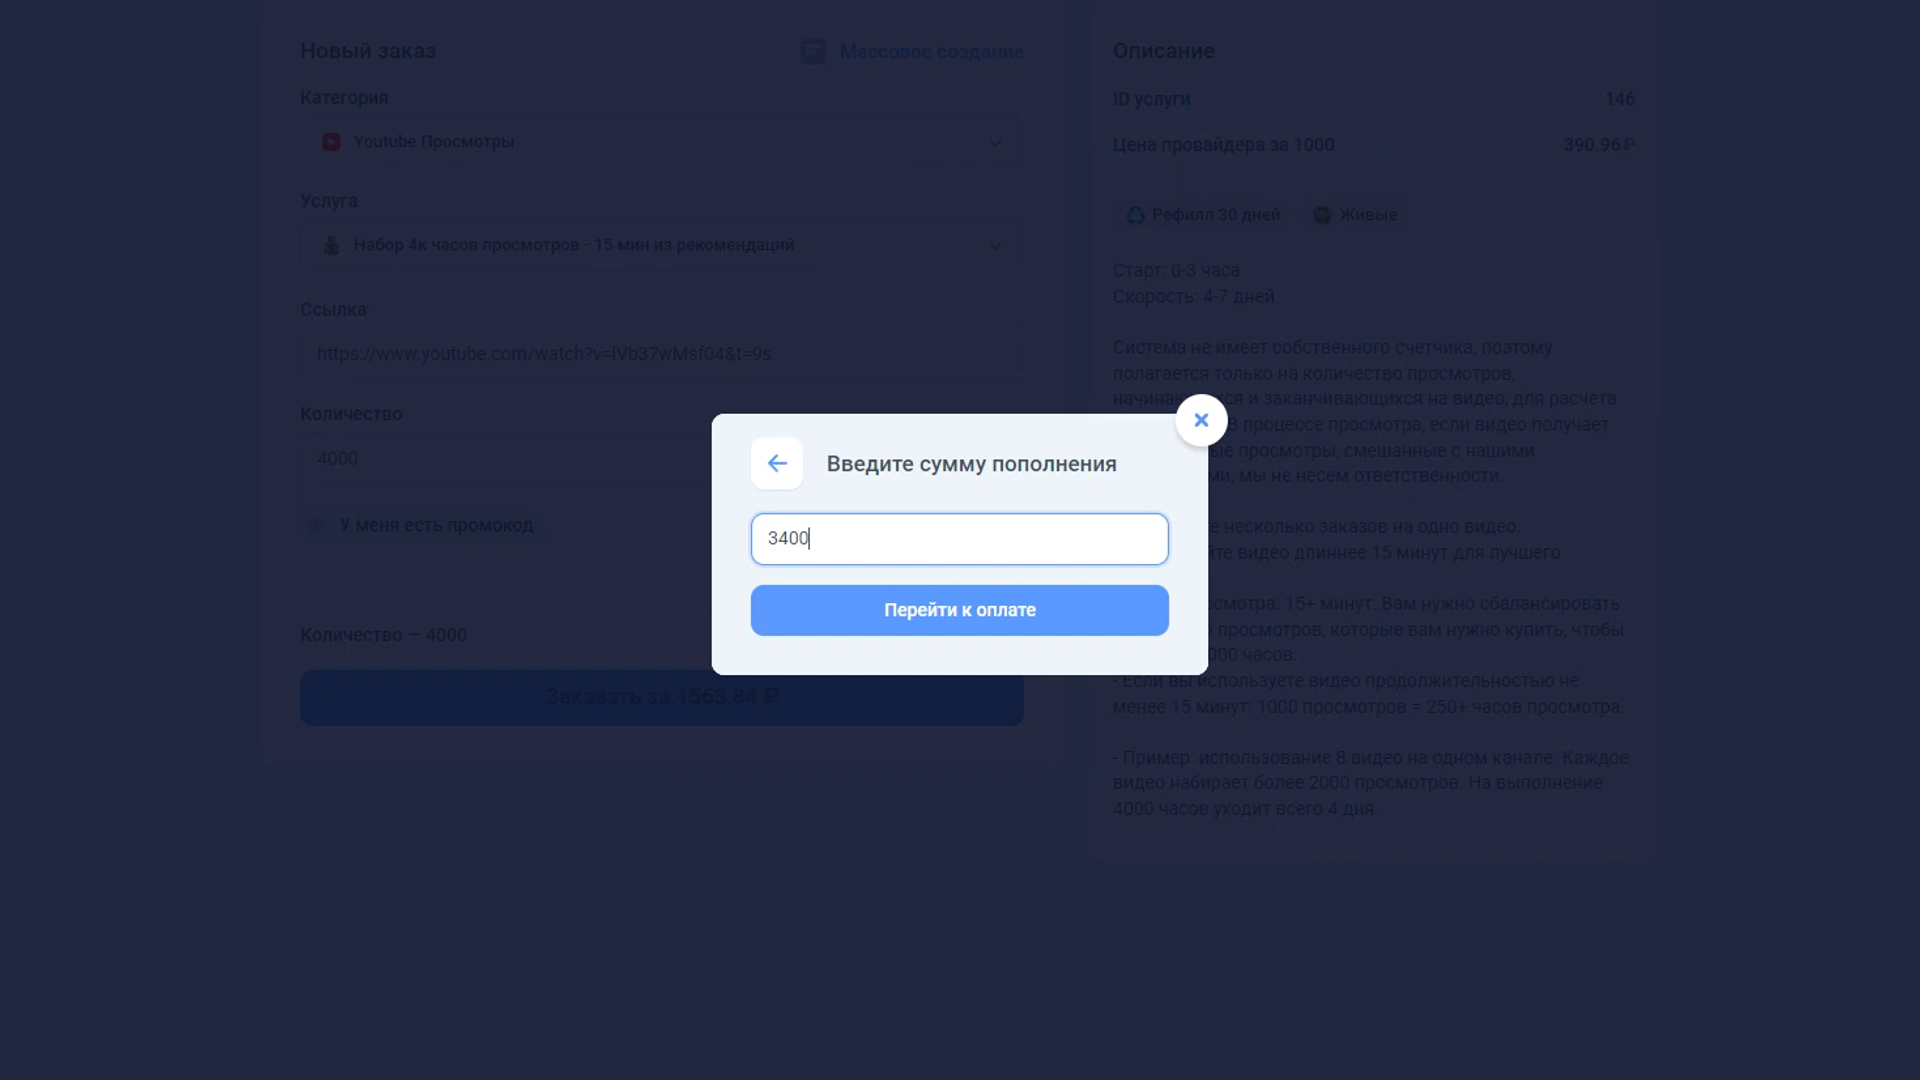 Новый заказ
Массовое создание
Категория
Youtube Просмотры
Услуга
Набор 4к часов просмотров - 15 мин из рекомендаций
Ссылка
https://www.youtube.com/watch?v=lVb37wMsf04&t=9s
Количество
4000
У меня есть промокод
Количество — 4000
Заказать за 1563.84 ₽
Введите сумму пополнения
3400
Перейти к оплате
Описание
ID услуги
146
Цена провайдера за 1000
390.96 ₽
Рефилл 30 дней
Живые
Старт: 0-3 часа
Скорость: 4-7 дней
Система не имеет собственного счетчика, поэтому
полагается только на количество просмотров,
и заканчивающихся на видео, для расчета
В процессе просмотра, если видео получает
просмотры, смешанные с нашими
мы не несем ответственности.
несколько заказов на одно видео.
видео длиннее 15 минут для лучшего
15+ минут. Вам нужно сбалансировать
просмотров, которые вам нужно купить, чтобы
часов.
- Если вы используете видео продолжительностью не
менее 15 минут: 1000 просмотров = 250+ часов просмотра.
- Пример: использование 8 видео на одном канале. Каждое
видео набирает более 2000 просмотров. На выполнение
4000 часов уходит всего 4 дня.